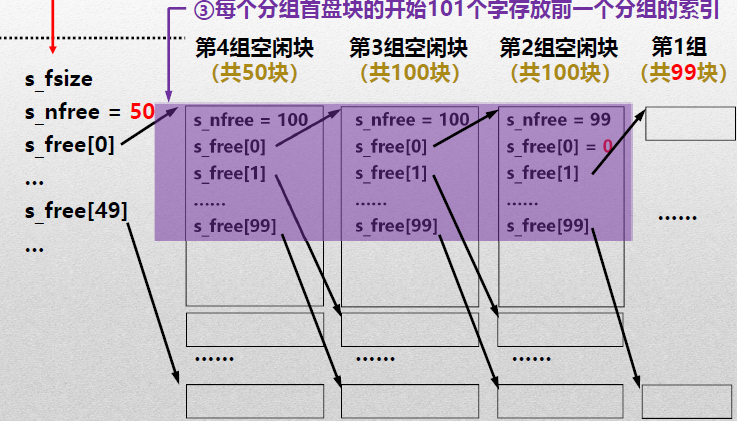 ③每个分组首盘块的开始101个字存放前一个分组的索引
第4组空闲块
(共50块)
第3组空闲块
(共100块)
第2组空闲块
(共100块)
第1组
(共99块)
s_fsize
s_nfree = 50
s_free[0]
...
s_free[49]
...
s_nfree = 100
s_free[0]
s_free[1]
......
s_free[99]
......
s_nfree = 100
s_free[0]
s_free[1]
......
s_free[99]
......
s_nfree = 99
s_free[0] = 0
s_free[1]
......
s_free[99]
......
......